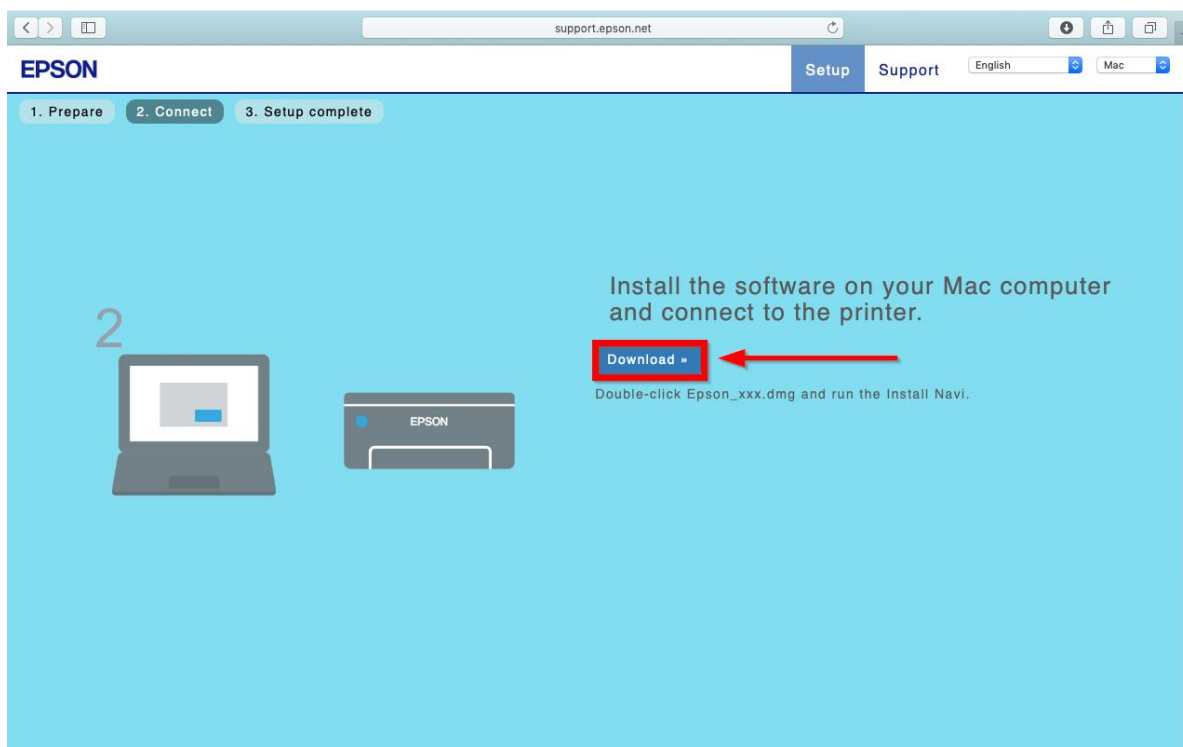 support.epson.net
EPSON
Setup
Support
English
Mac
1. Prepare
2. Connect
3. Setup complete
Install the software on your Mac computer
and connect to the printer.
2
Download »
Double-click Epson_xxx.dmg and run the Install Navi.
EPSON